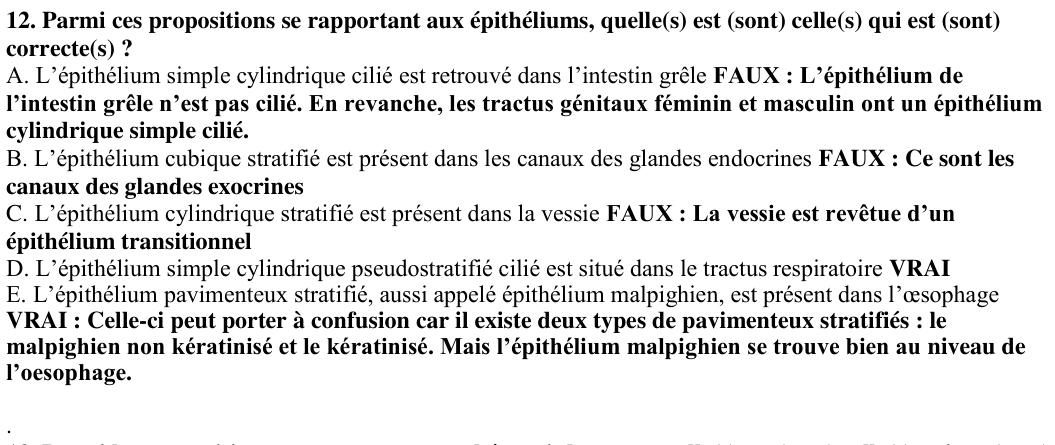 12. Parmi ces propositions se rapportant aux épithéliums, quelle(s) est (sont) celle(s) qui est (sont)
correcte(s) ?
A. L’épithélium simple cylindrique cilié est retrouvé dans l’intestin grêle FAUX : L’épithélium de
l’intestin grêle n’est pas cilié. En revanche, les tractus génitaux féminin et masculin ont un épithélium
cylindrique simple cilié.
B. L’épithélium cubique stratifié est présent dans les canaux des glandes endocrines FAUX : Ce sont les
canaux des glandes exocrines
C. L’épithélium cylindrique stratifié est présent dans la vessie FAUX : La vessie est revêtue d’un
épithélium transitionnel
D. L’épithélium simple cylindrique pseudostratifié cilié est situé dans le tractus respiratoire VRAI
E. L’épithélium pavimenteux stratifié, aussi appelé épithélium malpighien, est présent dans l’œsophage
VRAI : Celle-ci peut porter à confusion car il existe deux types de pavimenteux stratifiés : le
malpighien non kératinisé et le kératinisé. Mais l’épithélium malpighien se trouve bien au niveau de
l’oesophage.
.